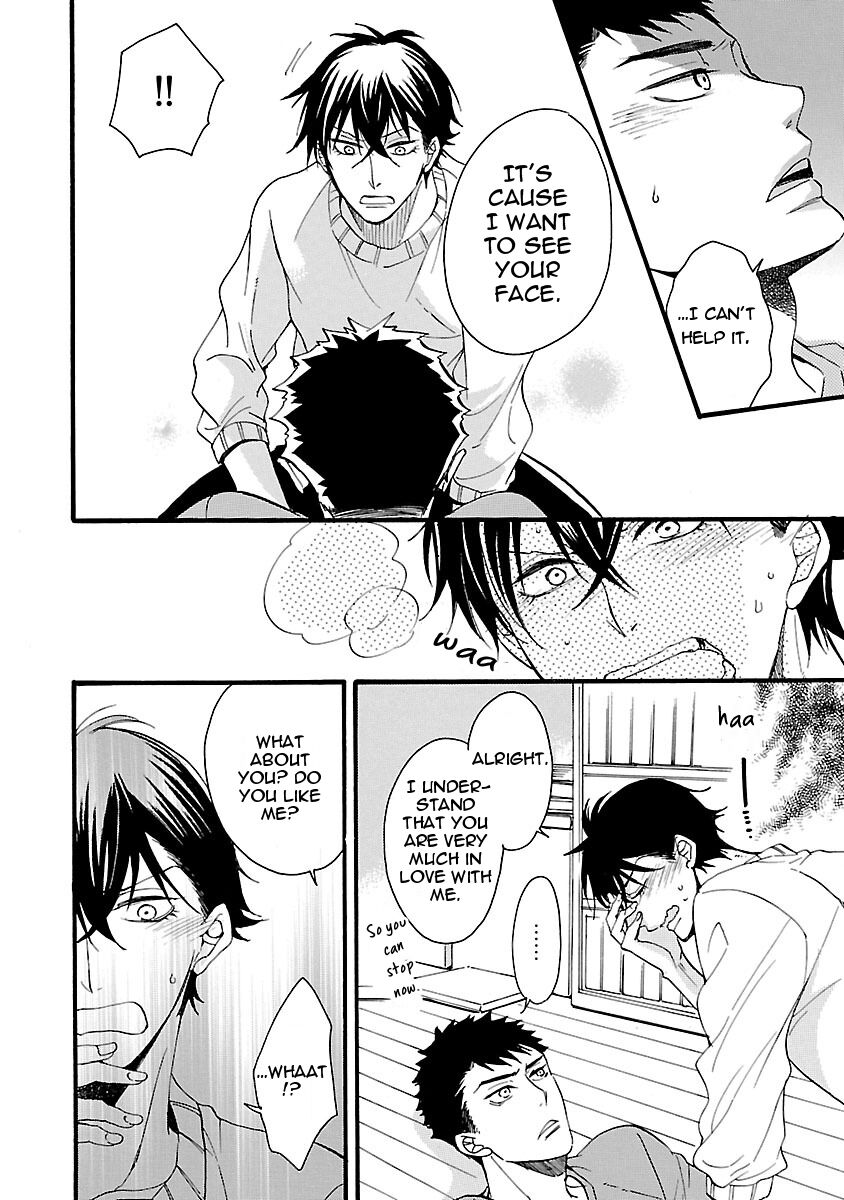 ...I CAN'T
HELP IT.
IT'S
CAUSE
I WANT
TO SEE
YOUR
FACE.
!!
waa
haa
ALRIGHT.
I UNDER-
STAND
THAT YOU
ARE VERY
MUCH IN
LOVE WITH
ME.
So you
can
stop
now.
......
WHAT
ABOUT
YOU? DO
YOU LIKE
ME?
...WHAAT
!?